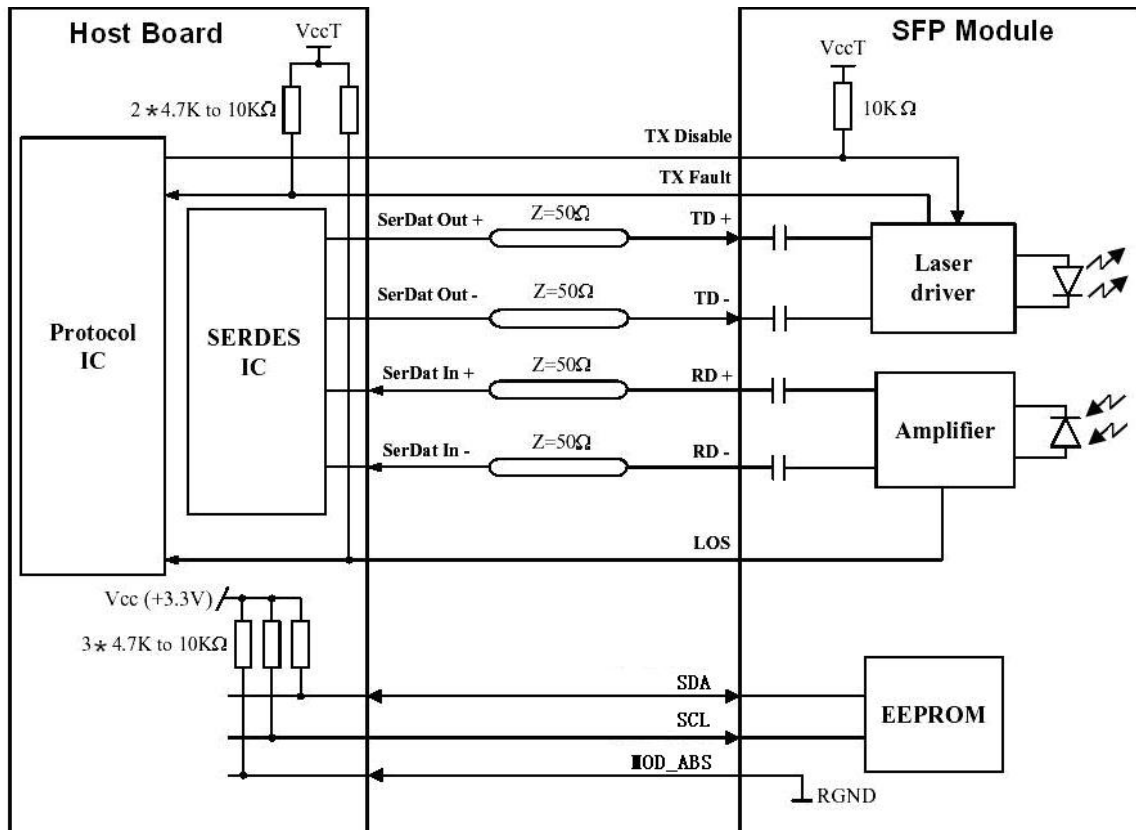 Host Board
SFP Module
VccT
VccT
2*4.7K to 10KΩ
10KΩ
TX Disable
TX Fault
SerDat Out +
Z=50Ω
TD +
Laser
driver
SerDat Out -
Z=50Ω
TD -
Protocol
IC
SERDES
IC
SerDat In +
Z=50Ω
RD +
Amplifier
SerDat In -
Z=50Ω
RD -
LOS
Vcc (+3.3V)
3*4.7K to 10KΩ
SDA
EEPROM
SCL
MOD_ABS
RGND